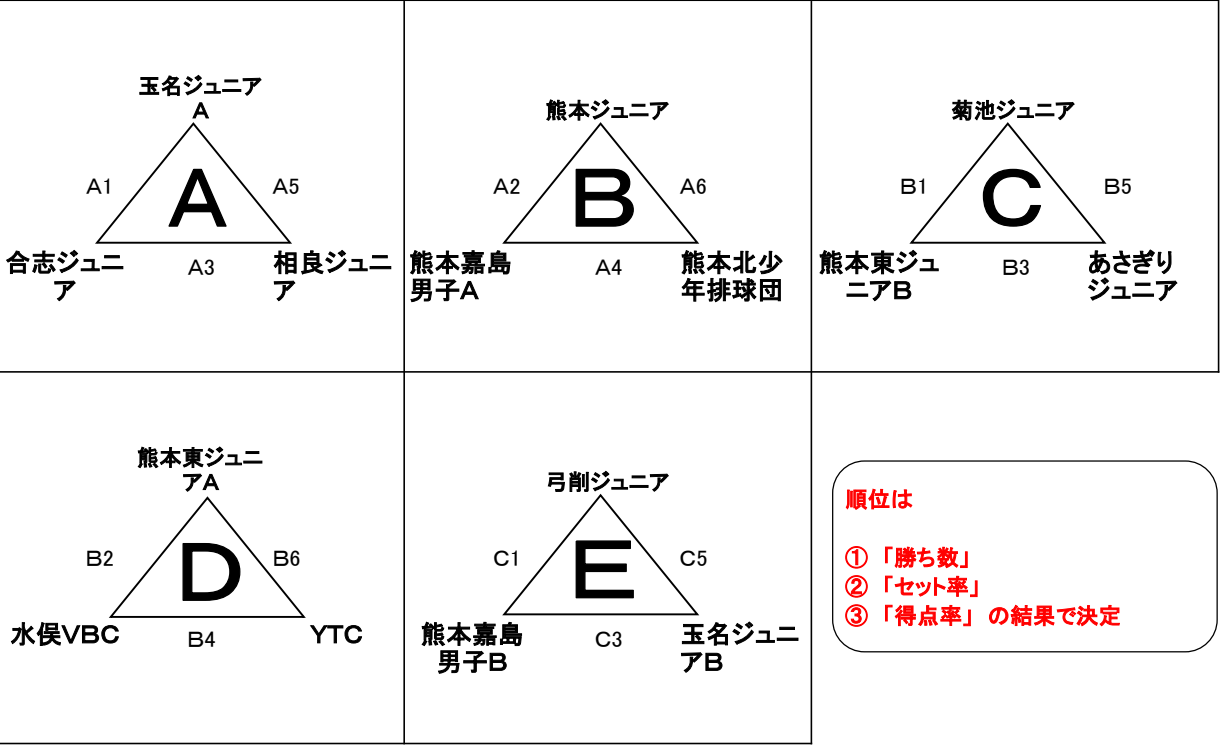 玉名ジュニア
A
A1
A
A5
合志ジュニ
ア
A3
相良ジュニ
ア
熊本ジュニア
A2
B
A6
熊本嘉島
男子A
A4
熊本北少
年排球団
菊池ジュニア
B1
C
B5
熊本東ジュ
ニアB
B3
あさぎり
ジュニア
熊本東ジュニ
アA
B2
D
B6
水俣VBC
B4
YTC
弓削ジュニア
C1
E
C5
熊本嘉島
男子B
C3
玉名ジュニ
アB
順位は
①「勝ち数」
②「セット率」
③「得点率」の結果で決定